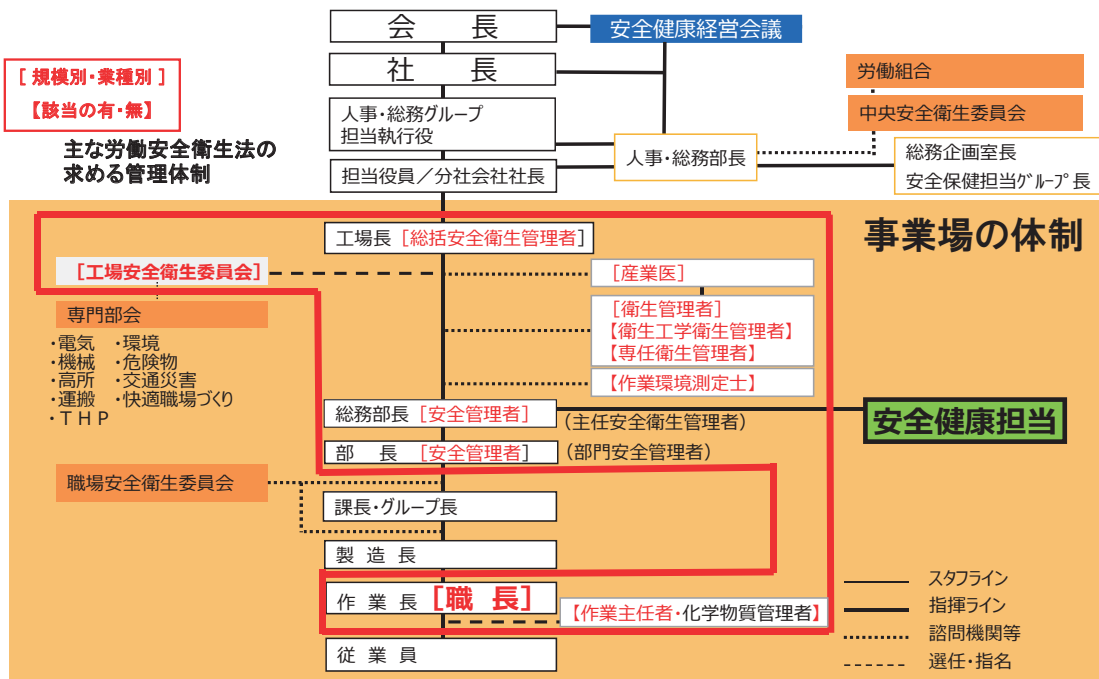 会　長
安全健康経営会議
社　長
[ 規模別・業種別 ]
【該当の有・無】
主な労働安全衛生法の
求める管理体制
人事・総務グループ
担当執行役
担当役員／分社会社社長
人事・総務部長
労働組合
中央安全衛生委員会
総務企画室長
安全保健担当グループ長
事業場の体制
工場長［総括安全衛生管理者］
［工場安全衛生委員会］
専門部会
・電気　・環境
・機械　・危険物
・高所　・交通災害
・運搬　・快適職場づくり
・ＴＨＰ
［産業医］
［衛生管理者］
【衛生工学衛生管理者】
【専任衛生管理者】
【作業環境測定士】
総務部長［安全管理者］
（主任安全衛生管理者）
安全健康担当
部　長［安全管理者］
（部門安全管理者）
職場安全衛生委員会
課長・グループ長
製 造 長
作 業 長［職　長］
【作業主任者・化学物質管理者】
従 業 員
スタフライン
指揮ライン
諮問機関等
選任・指名